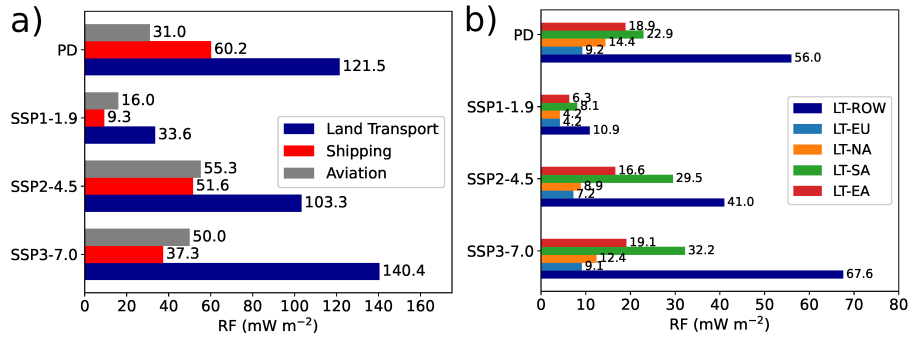 a)
PD
31.0
60.2
121.5
SSP1-1.9
16.0
9.3
33.6
SSP2-4.5
55.3
51.6
103.3
SSP3-7.0
50.0
37.3
140.4
Land Transport
Shipping
Aviation
0 20 40 60 80 100 120 140 160
RF (mW m⁻²)
b)
PD
18.9
22.9
14.4
9.2
56.0
SSP1-1.9
6.3
8.1
4.2
4.2
10.9
SSP2-4.5
16.6
29.5
8.9
7.2
41.0
SSP3-7.0
19.1
32.2
12.4
9.1
67.6
LT-ROW
LT-EU
LT-NA
LT-SA
LT-EA
0 10 20 30 40 50 60 70 80
RF (mW m⁻²)